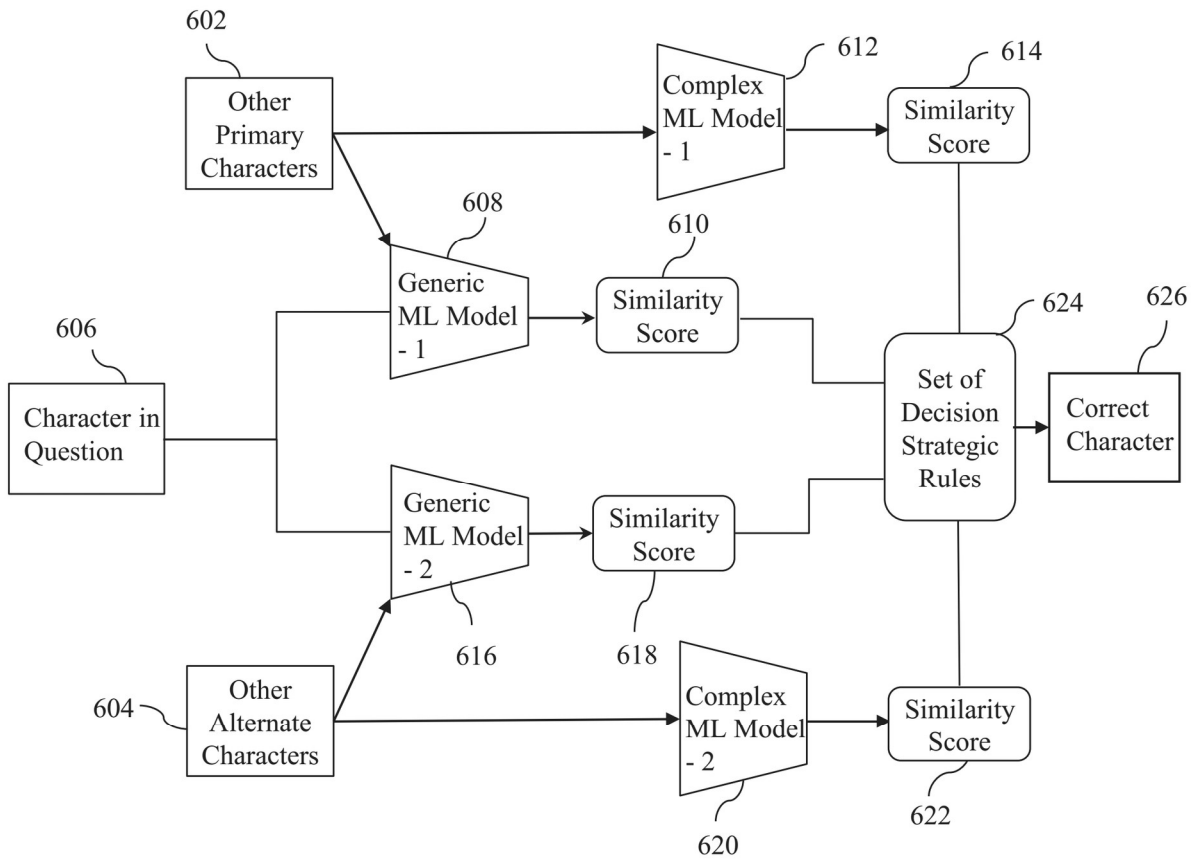 602
Other
Primary
Characters
612
Complex
ML Model
- 1
614
Similarity
Score
608
Generic
ML Model
- 1
610
Similarity
Score
606
Character in
Question
624
Set of
Decision
Strategic
Rules
626
Correct
Character
Generic
ML Model
- 2
616
Similarity
Score
618
604
Other
Alternate
Characters
Complex
ML Model
- 2
620
Similarity
Score
622